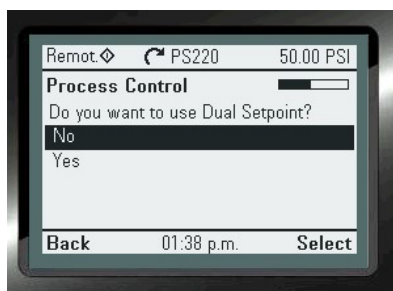 Remot. PS220 50.00 PSI
Process Control
Do you want to use Dual Setpoint?
No
Yes
Back 01:38 p.m. Select